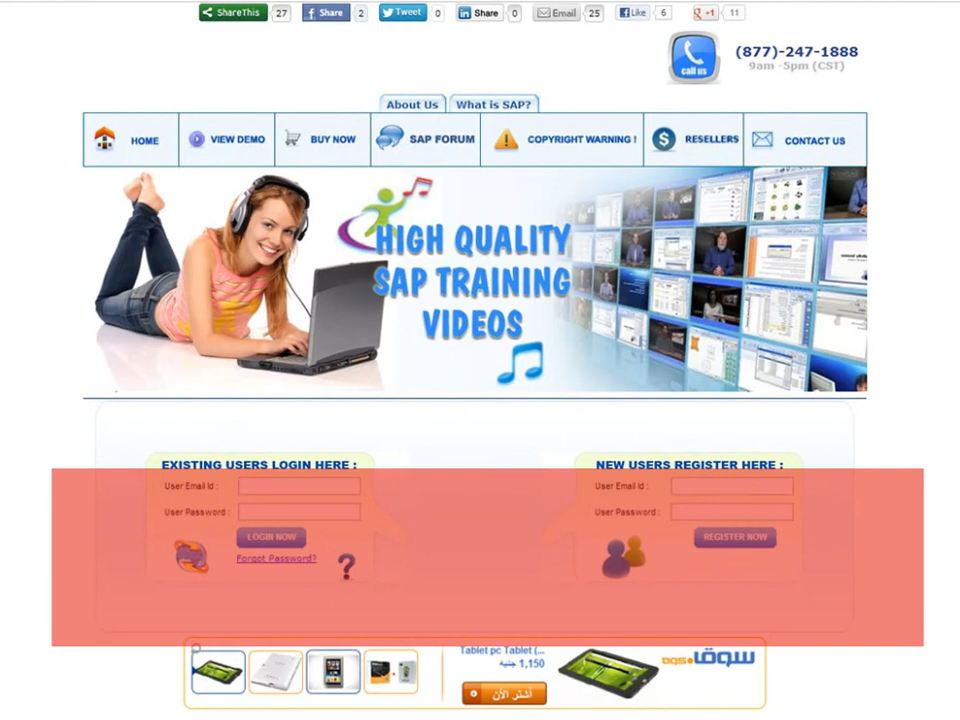 ShareThis 27 Share 2 Tweet 0 Share 0 Email 25 Like 6 +1 11
(877)-247-1888
call us
9am -5pm (CST)
About Us What is SAP?
HOME VIEW DEMO BUY NOW SAP FORUM COPYRIGHT WARNING ! RESELLERS CONTACT US
HIGH QUALITY
SAP TRAINING
VIDEOS
EXISTING USERS LOGIN HERE : NEW USERS REGISTER HERE :
User Email Id : User Email Id :
User Password : User Password :
LOGIN NOW REGISTER NOW
Forgot Password?
Tablet pc Tablet (...
1,150 جنية
سوق.com
أشتر الأن